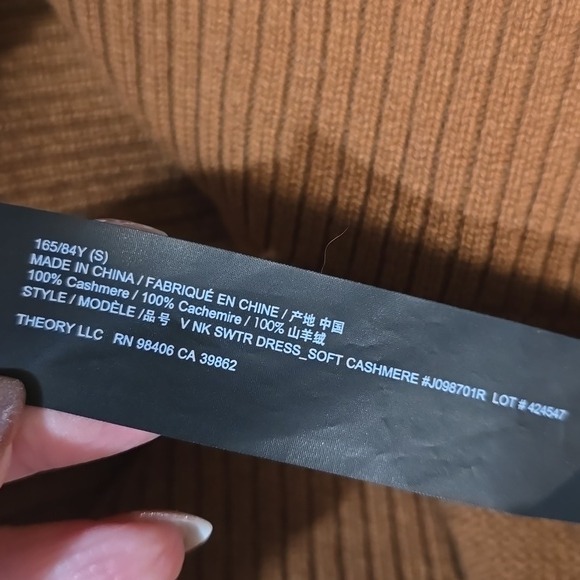 165/84Y (S)
MADE IN CHINA / FABRIQUÉ EN CHINE / 产地 中国
100% Cashmere / 100% Cachemire / 100% 山羊绒
STYLE / MODÈLE / 品号 V NK SWTR DRESS_SOFT CASHMERE #J098701R LOT # 424547
THEORY LLC RN 98406 CA 39862